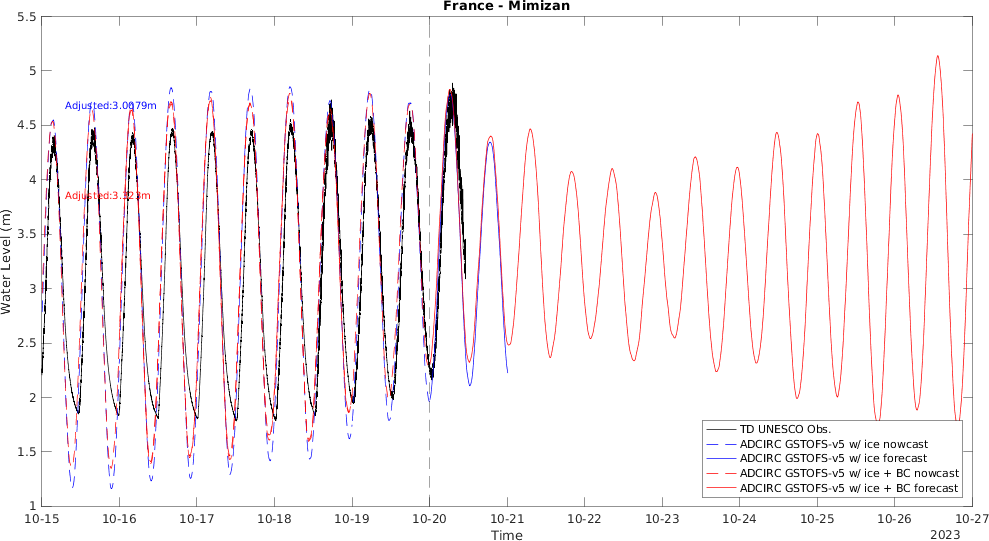 France - Mimizan
5.5
5
4.5
4
3.5
3
2.5
2
1.5
1
Water Level (m)
Adjusted:3.0079m
Adjusted:3.323m
TD UNESCO Obs.
ADCIRC GSTOFS-v5 w/ ice nowcast
ADCIRC GSTOFS-v5 w/ ice forecast
ADCIRC GSTOFS-v5 w/ ice + BC nowcast
ADCIRC GSTOFS-v5 w/ ice + BC forecast
10-15 10-16 10-17 10-18 10-19 10-20 10-21 10-22 10-23 10-24 10-25 10-26 10-27
Time
2023